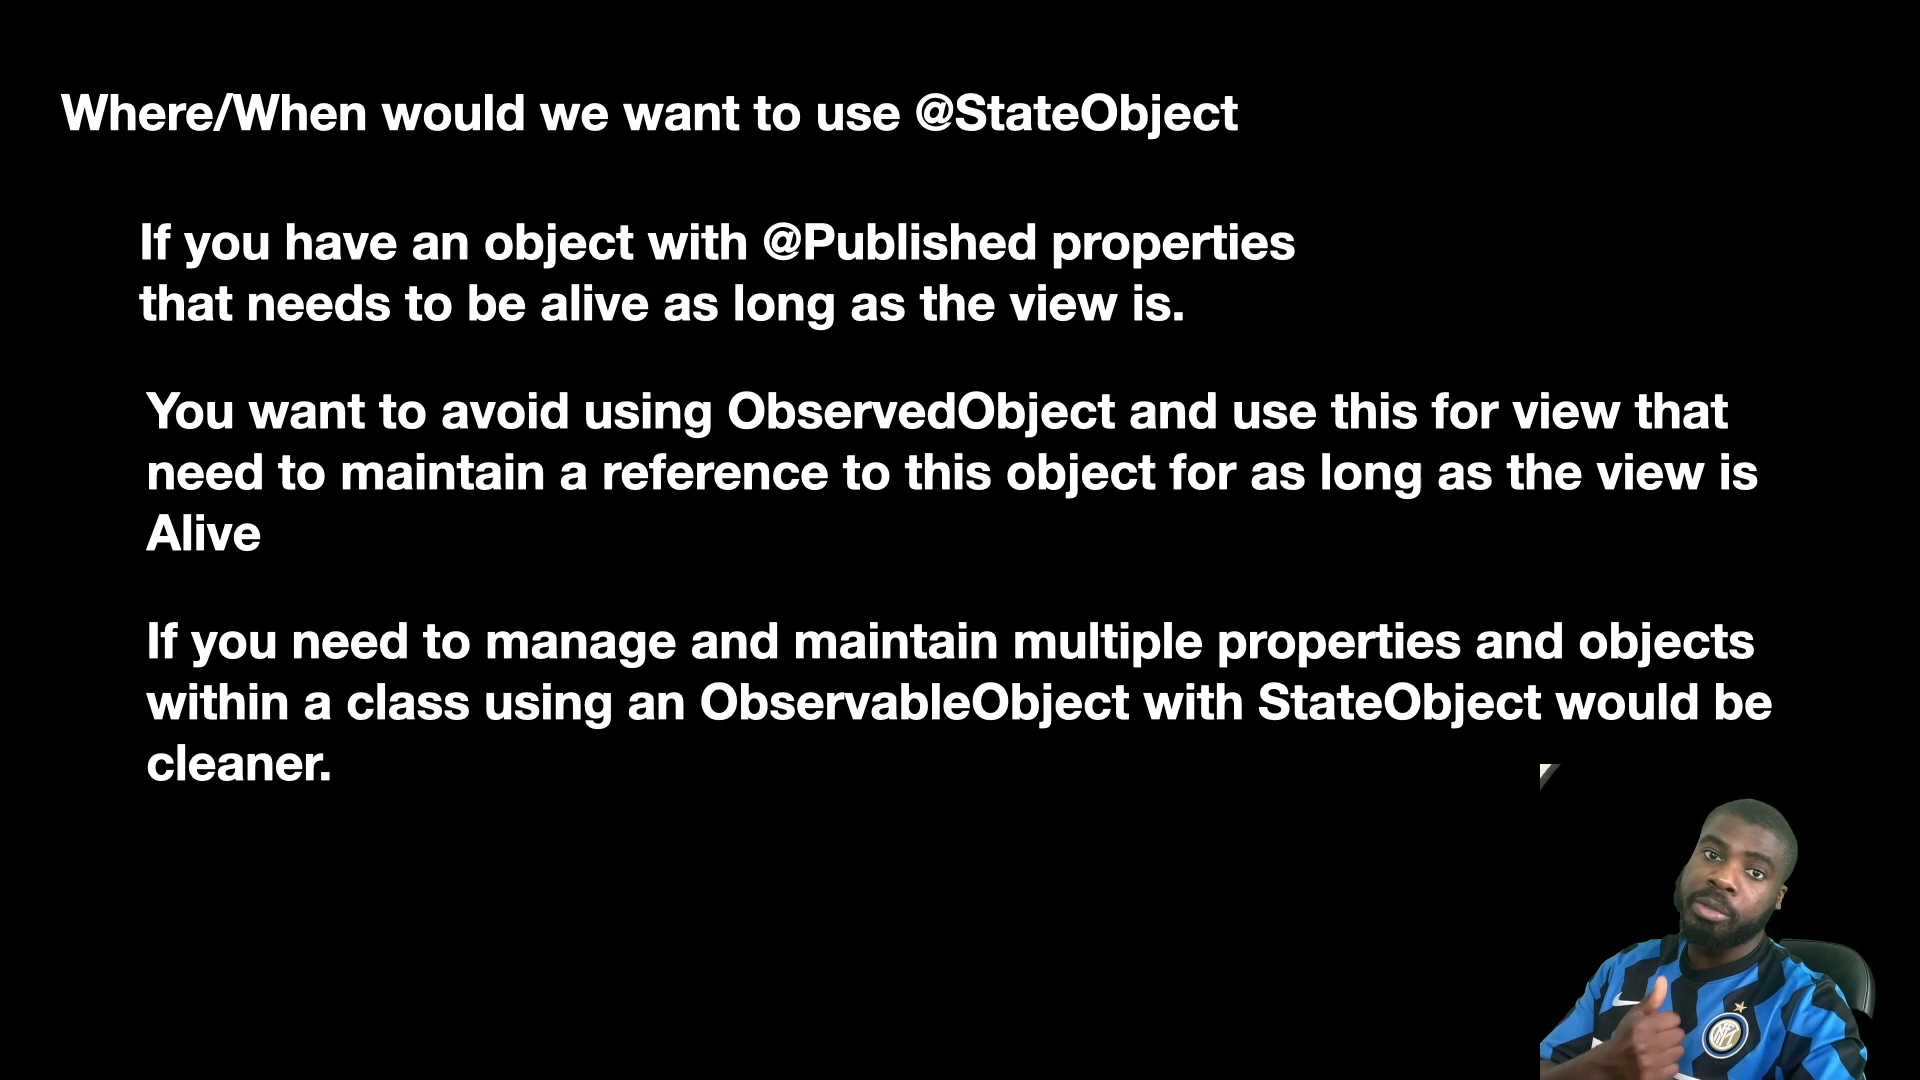 Where/When would we want to use @StateObject
If you have an object with @Published properties
that needs to be alive as long as the view is.
You want to avoid using ObservedObject and use this for view that
need to maintain a reference to this object for as long as the view is
Alive
If you need to manage and maintain multiple properties and objects
within a class using an ObservableObject with StateObject would be
cleaner.